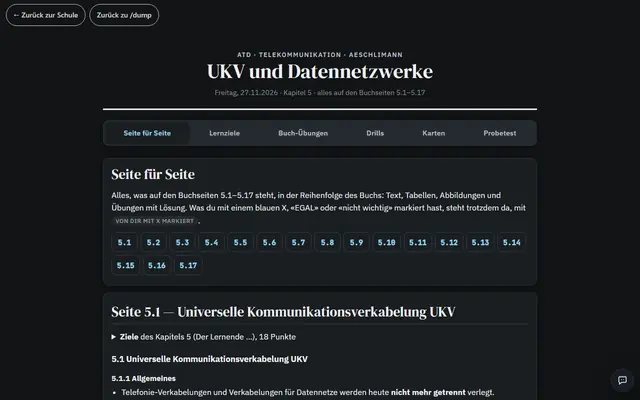 ← Zurück zur Schule
Zurück zu /dump
ATD · TELEKOMMUNIKATION · AESCHLIMANN
UKV und Datennetzwerke
Freitag, 27.11.2026 · Kapitel 5 · alles auf den Buchseiten 5.1–5.17
Seite für Seite
Lernziele
Buch-Übungen
Drills
Karten
Probetest
Seite für Seite
Alles, was auf den Buchseiten 5.1–5.17 steht, in der Reihenfolge des Buchs: Text, Tabellen, Abbildungen und
Übungen mit Lösung. Was du mit einem blauen X, «EGAL» oder «nicht wichtig» markiert hast, steht trotzdem da, mit
VON DIR MIT X MARKIERT .
5.1 5.2 5.3 5.4 5.5 5.6 5.7 5.8 5.9 5.10 5.11 5.12 5.13 5.14
5.15 5.16 5.17
Seite 5.1 — Universelle Kommunikationsverkabelung UKV
▶ Ziele des Kapitels 5 (Der Lernende ...), 18 Punkte
5.1 Universelle Kommunikationsverkabelung UKV
5.1.1 Allgemeines
• Telefonie-Verkabelungen und Verkabelungen für Datennetze werden heute nicht mehr getrennt verlegt.